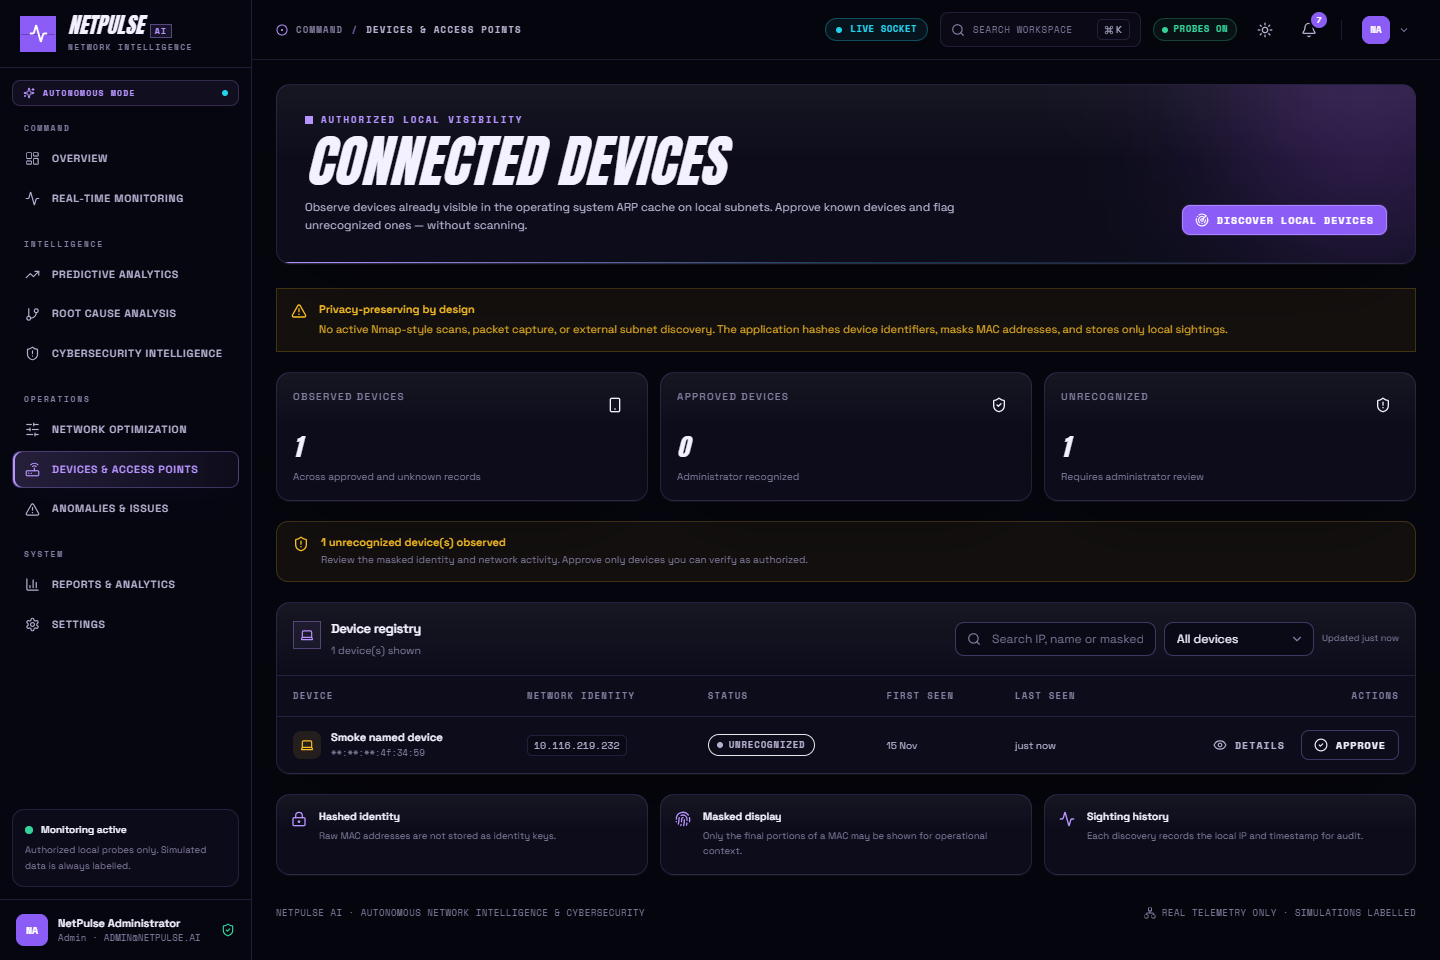 NETPULSE AI
NETWORK INTELLIGENCE
AUTONOMOUS MODE
COMMAND
OVERVIEW
REAL-TIME MONITORING
INTELLIGENCE
PREDICTIVE ANALYTICS
ROOT CAUSE ANALYSIS
CYBERSECURITY INTELLIGENCE
OPERATIONS
NETWORK OPTIMIZATION
DEVICES & ACCESS POINTS
ANOMALIES & ISSUES
SYSTEM
REPORTS & ANALYTICS
SETTINGS
Monitoring active
Authorized local probes only. Simulated
data is always labelled.
NA
NetPulse Administrator
Admin · ADMIN@NETPULSE.AI
COMMAND / DEVICES & ACCESS POINTS
LIVE SOCKET
SEARCH WORKSPACE ⌘K
PROBES ON
7
NA
AUTHORIZED LOCAL VISIBILITY
CONNECTED DEVICES
Observe devices already visible in the operating system ARP cache on local subnets. Approve known devices and flag
unrecognized ones — without scanning.
DISCOVER LOCAL DEVICES
Privacy-preserving by design
No active Nmap-style scans, packet capture, or external subnet discovery. The application hashes device identifiers, masks MAC addresses, and stores only local sightings.
OBSERVED DEVICES
1
Across approved and unknown records
APPROVED DEVICES
0
Administrator recognized
UNRECOGNIZED
1
Requires administrator review
1 unrecognized device(s) observed
Review the masked identity and network activity. Approve only devices you can verify as authorized.
Device registry
1 device(s) shown
Search IP, name or masked
All devices
Updated just now
DEVICE NETWORK IDENTITY STATUS FIRST SEEN LAST SEEN ACTIONS
Smoke named device
**:**:**:4f:34:59
10.116.219.232
UNRECOGNIZED
15 Nov
just now
DETAILS
APPROVE
Hashed identity
Raw MAC addresses are not stored as identity keys.
Masked display
Only the final portions of a MAC may be shown for operational
context.
Sighting history
Each discovery records the local IP and timestamp for audit.
NETPULSE AI · AUTONOMOUS NETWORK INTELLIGENCE & CYBERSECURITY
REAL TELEMETRY ONLY · SIMULATIONS LABELLED